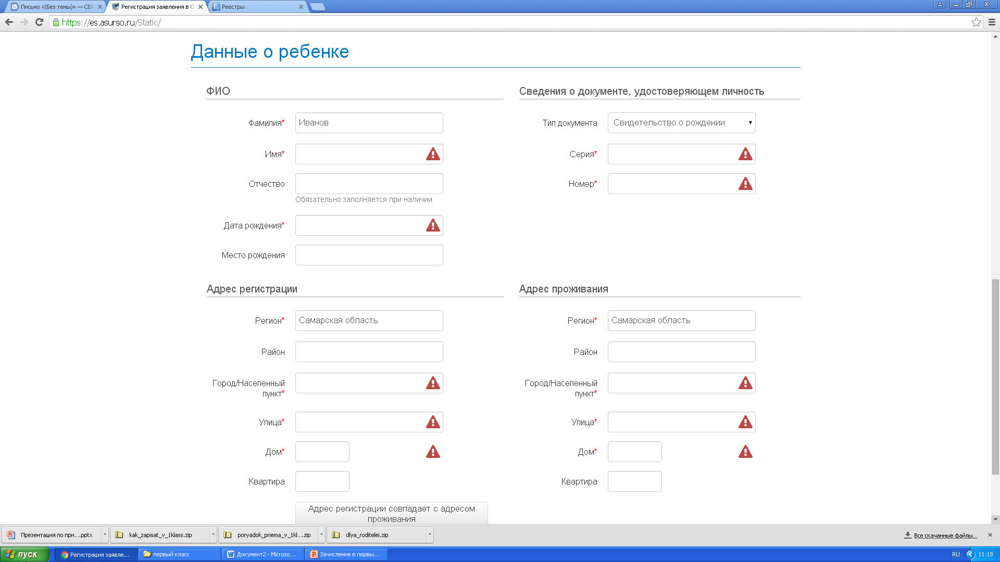 Письмо «(Без темы)» — СВУ
Регистрация заявления в О
Реестры
https://es.asurso.ru/Static/
Данные о ребенке
ФИО
Фамилия*
Иванов
Имя*
Отчество
Обязательно заполняется при наличии
Дата рождения*
Место рождения
Сведения о документе, удостоверяющем личность
Тип документа
Свидетельство о рождении
Серия*
Номер*
Адрес регистрации
Регион*
Самарская область
Район
Город/Населенный
пункт*
Улица*
Дом*
Квартира
Адрес регистрации совпадает с адресом
проживания
Адрес проживания
Регион*
Самарская область
Район
Город/Населенный
пункт*
Улица*
Дом*
Квартира
Презентация по при....pptx
kak_zapisat_v_1klass.zip
poryadok_priema_v_1kl....zip
dlya_roditelei.zip
Все скачанные файлы...
пуск
Регистрация заявле...
первый класс
Документ2 - Microso...
Зачисление в первы...
RU
11:18